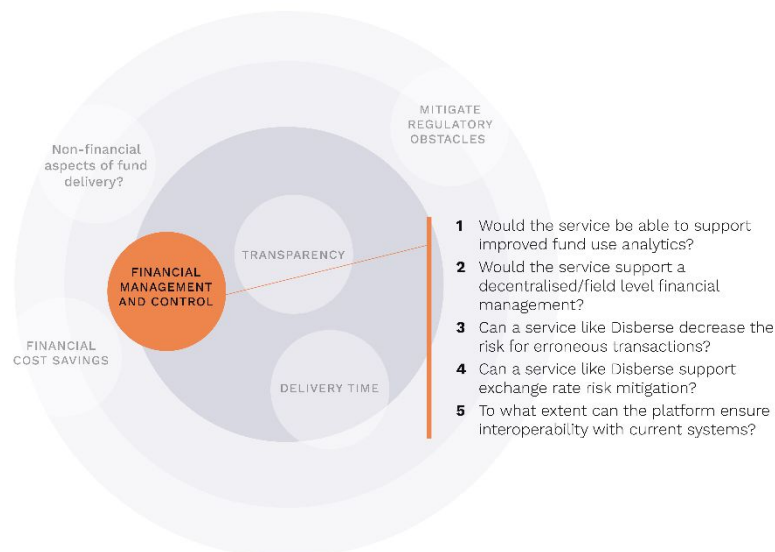 MITIGATE
REGULATORY
OBSTACLES
Non-financial
aspects of fund
delivery?
TRANSPARENCY
FINANCIAL
MANAGEMENT
AND CONTROL
FINANCIAL
COST SAVINGS
DELIVERY TIME
1 Would the service be able to support
improved fund use analytics?
2 Would the service support a
decentralised/field level financial
management?
3 Can a service like Disberse decrease the
risk for erroneous transactions?
4 Can a service like Disberse support
exchange rate risk mitigation?
5 To what extent can the platform ensure
interoperability with current systems?